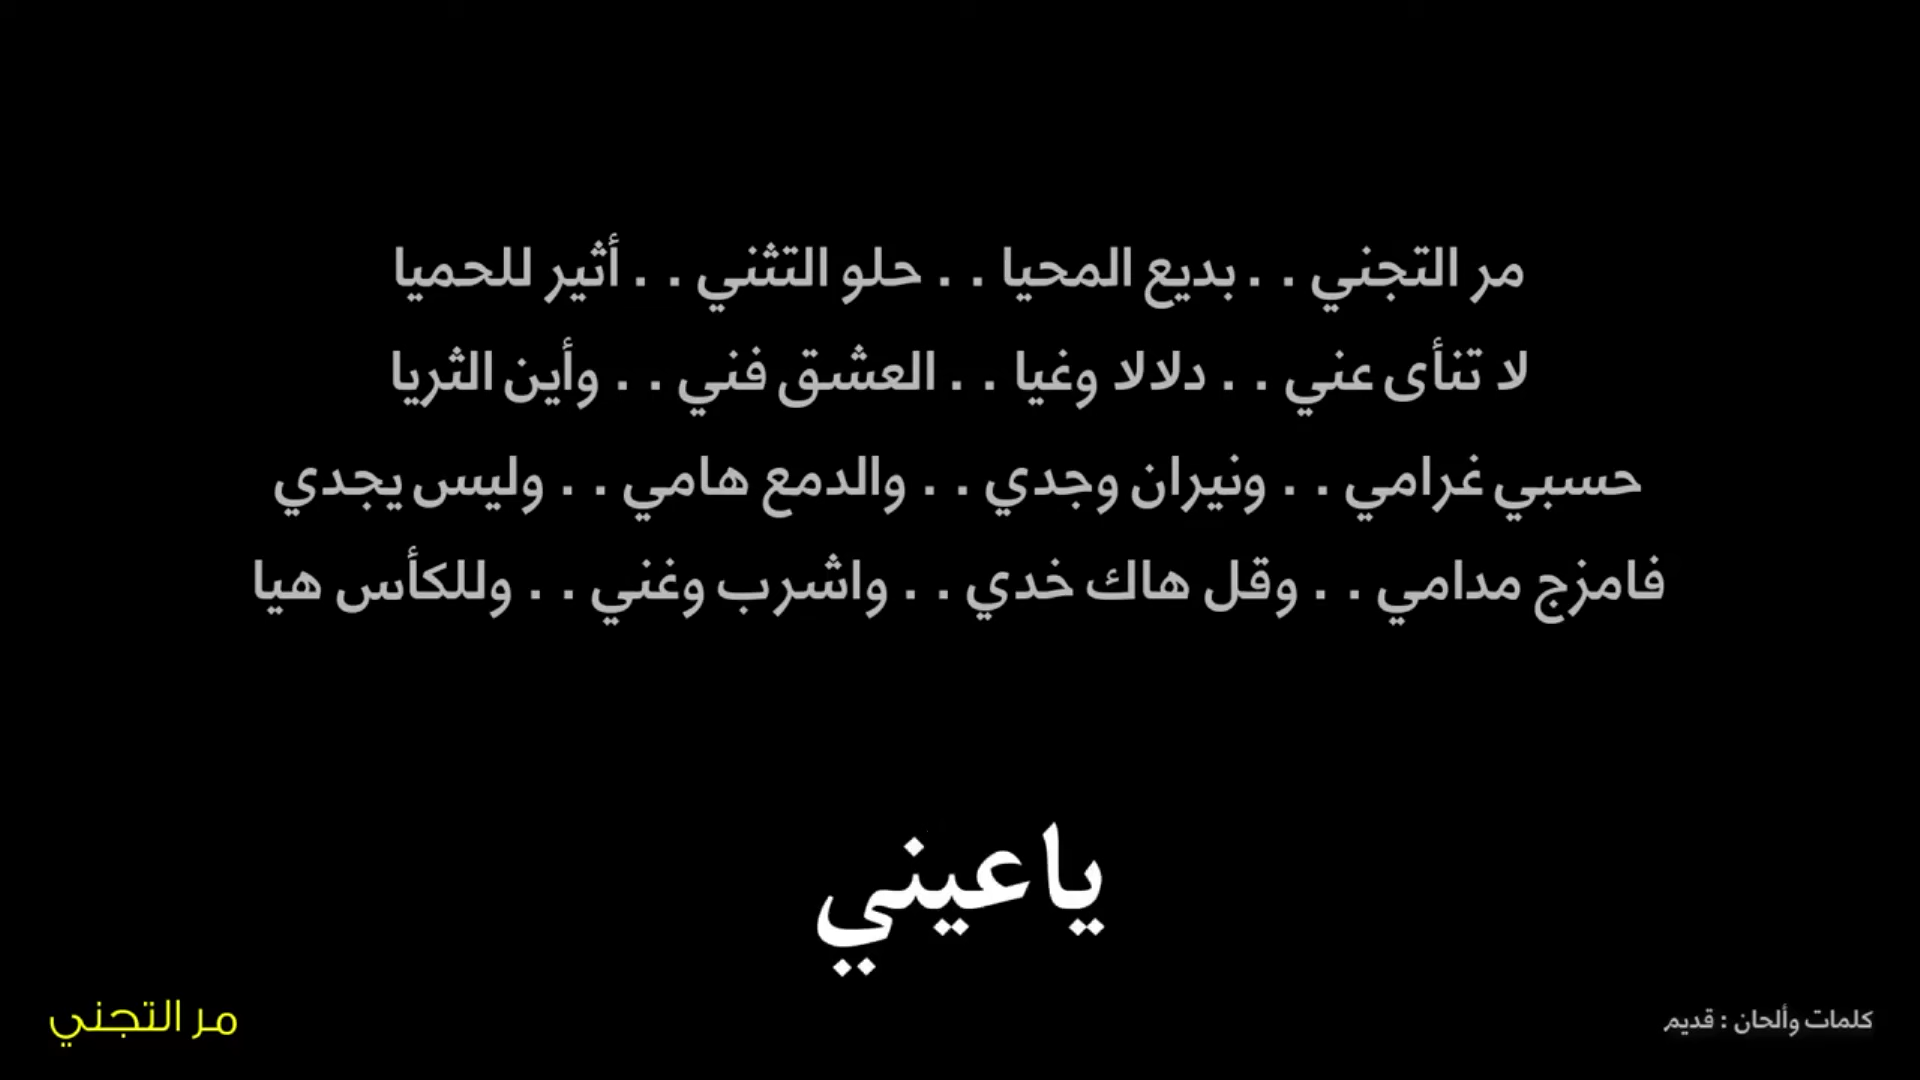 مر التجني . . بديع المحيا . . حلو التثني . . أثير للحميا
لا تنأى عني . . دلالا وغيا . . العشق فني . . وأين الثريا
حسبي غرامي . . ونيران وجدي . . والدمع هامي . . وليس يجدي
فامزج مدامي . . وقل هاك خدي . . واشرب وغني . . وللكأس هيا
ياعيني
كلمات وألحان : قديم
مر التجني